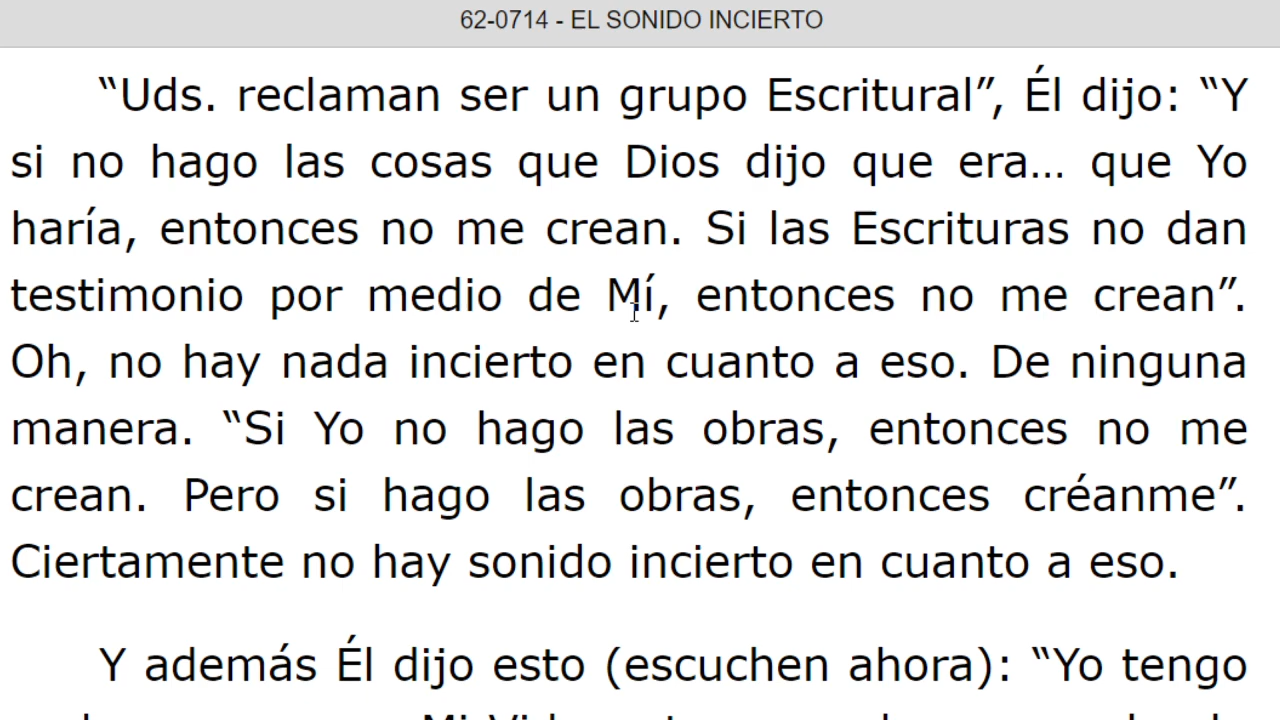 62-0714 - EL SONIDO INCIERTO
“Uds. reclaman ser un grupo Escritural”, Él dijo: “Y
si no hago las cosas que Dios dijo que era… que Yo
haría, entonces no me crean. Si las Escrituras no dan
testimonio por medio de Mí, entonces no me crean”.
Oh, no hay nada incierto en cuanto a eso. De ninguna
manera. “Si Yo no hago las obras, entonces no me
crean. Pero si hago las obras, entonces créanme”.
Ciertamente no hay sonido incierto en cuanto a eso.
Y además Él dijo esto (escuchen ahora): “Yo tengo